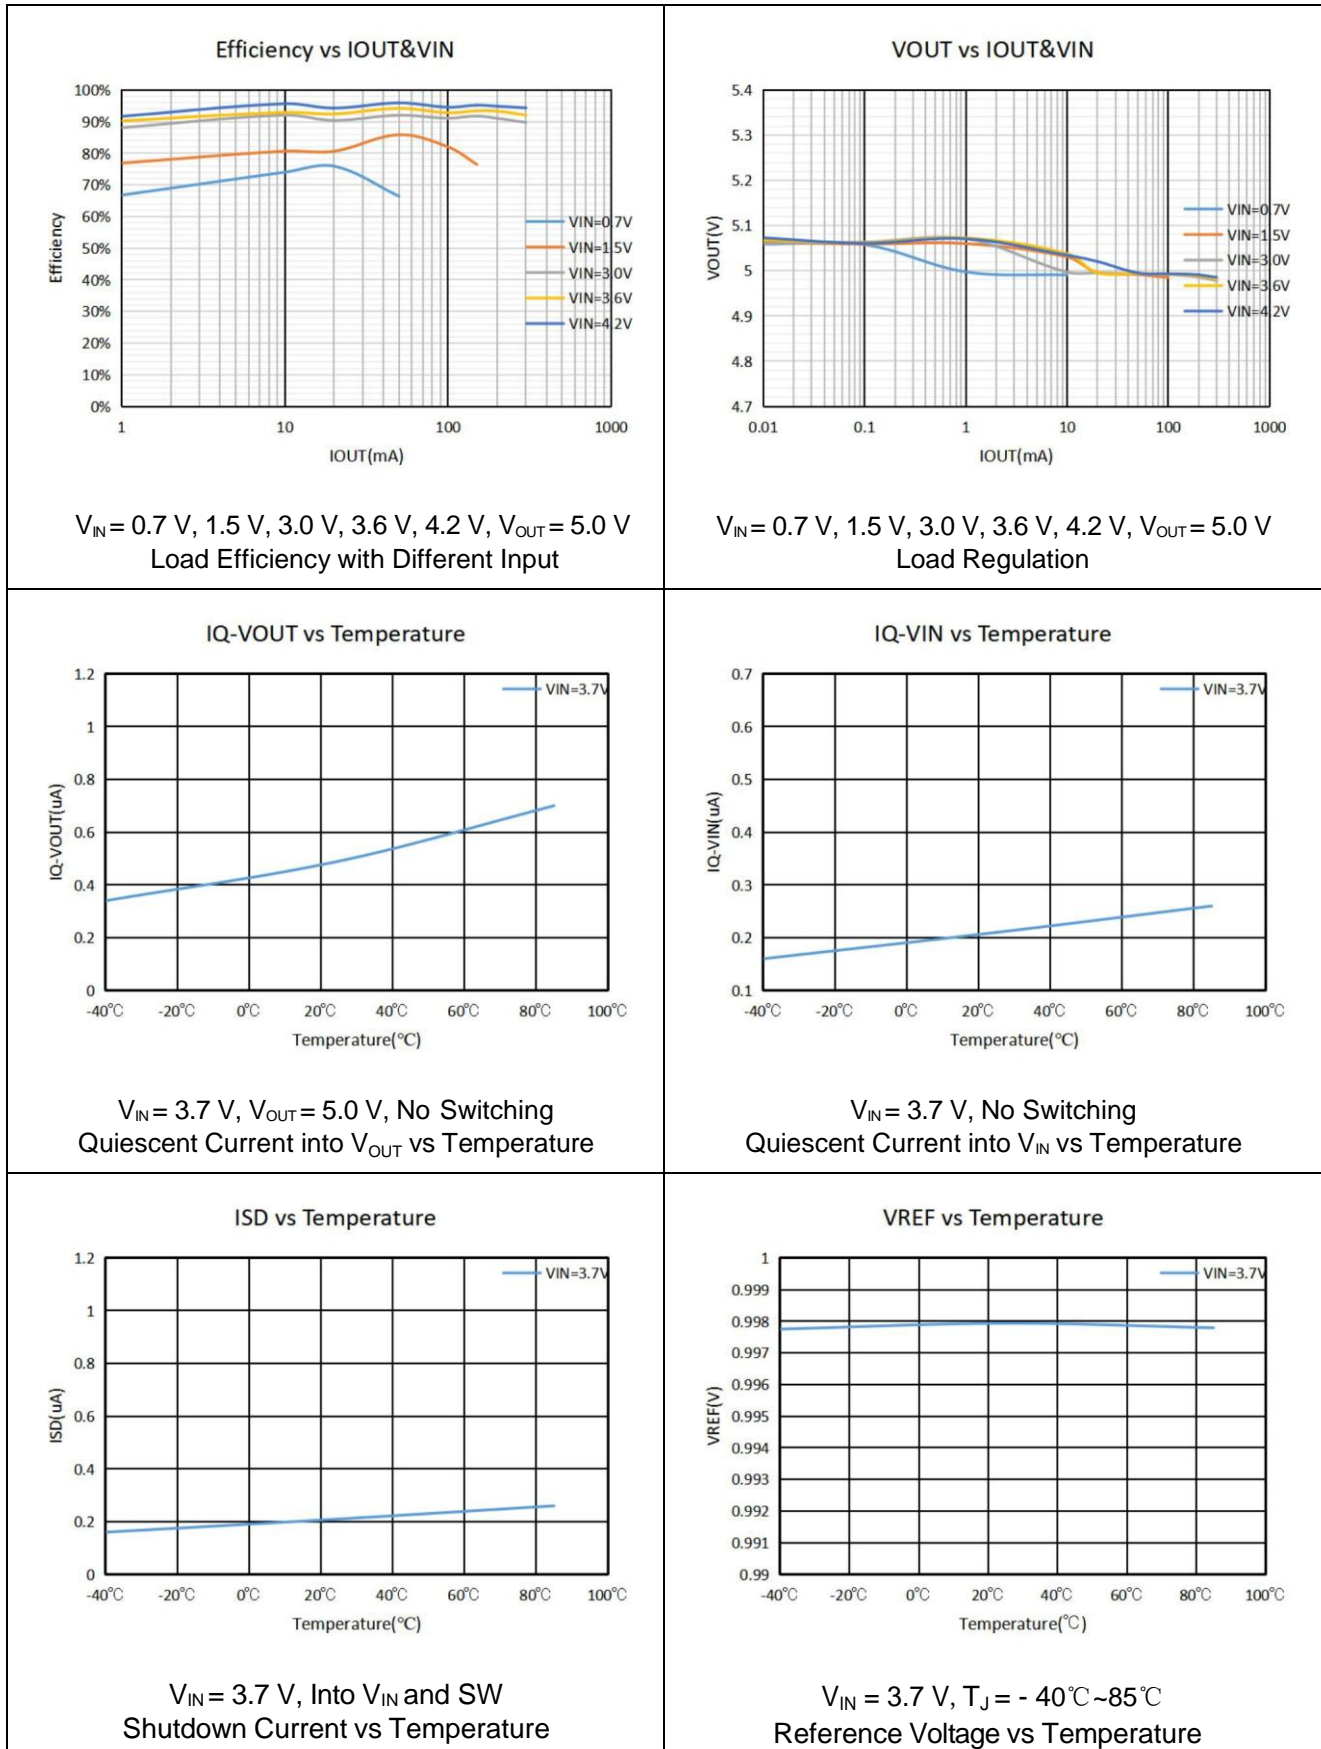 Efficiency vs IOUT&VIN
100%
90%
80%
70%
60%
50%
40%
30%
20%
10%
0%
Efficiency
VIN=0.7V
VIN=1.5V
VIN=3.0V
VIN=3.6V
VIN=4.2V
1 10 100 1000
IOUT(mA)
VIN = 0.7 V, 1.5 V, 3.0 V, 3.6 V, 4.2 V, VOUT = 5.0 V
Load Efficiency with Different Input
VOUT vs IOUT&VIN
5.4
5.3
5.2
5.1
5
4.9
4.8
4.7
VOUT(V)
VIN=0.7V
VIN=1.5V
VIN=3.0V
VIN=3.6V
VIN=4.2V
0.01 0.1 1 10 100 1000
IOUT(mA)
VIN = 0.7 V, 1.5 V, 3.0 V, 3.6 V, 4.2 V, VOUT = 5.0 V
Load Regulation
IQ-VOUT vs Temperature
1.2
1
0.8
0.6
0.4
0.2
0
IQ-VOUT(uA)
VIN=3.7V
-40℃ -20℃ 0℃ 20℃ 40℃ 60℃ 80℃ 100℃
Temperature(°C)
VIN = 3.7 V, VOUT = 5.0 V, No Switching
Quiescent Current into VOUT vs Temperature
IQ-VIN vs Temperature
0.7
0.6
0.5
0.4
0.3
0.2
0.1
IQ-VIN(uA)
VIN=3.7V
-40℃ -20℃ 0℃ 20℃ 40℃ 60℃ 80℃ 100℃
Temperature(°C)
VIN = 3.7 V, No Switching
Quiescent Current into VIN vs Temperature
ISD vs Temperature
1.2
1
0.8
0.6
0.4
0.2
0
ISD(uA)
VIN=3.7V
-40℃ -20℃ 0℃ 20℃ 40℃ 60℃ 80℃ 100℃
Temperature(°C)
VIN = 3.7 V, Into VIN and SW
Shutdown Current vs Temperature
VREF vs Temperature
1
0.999
0.998
0.997
0.996
0.995
0.994
0.993
0.992
0.991
0.99
VREF(V)
VIN=3.7V
-40℃ -20℃ 0℃ 20℃ 40℃ 60℃ 80℃ 100℃
Temperature(℃)
VIN = 3.7 V, TJ = - 40℃~85℃
Reference Voltage vs Temperature